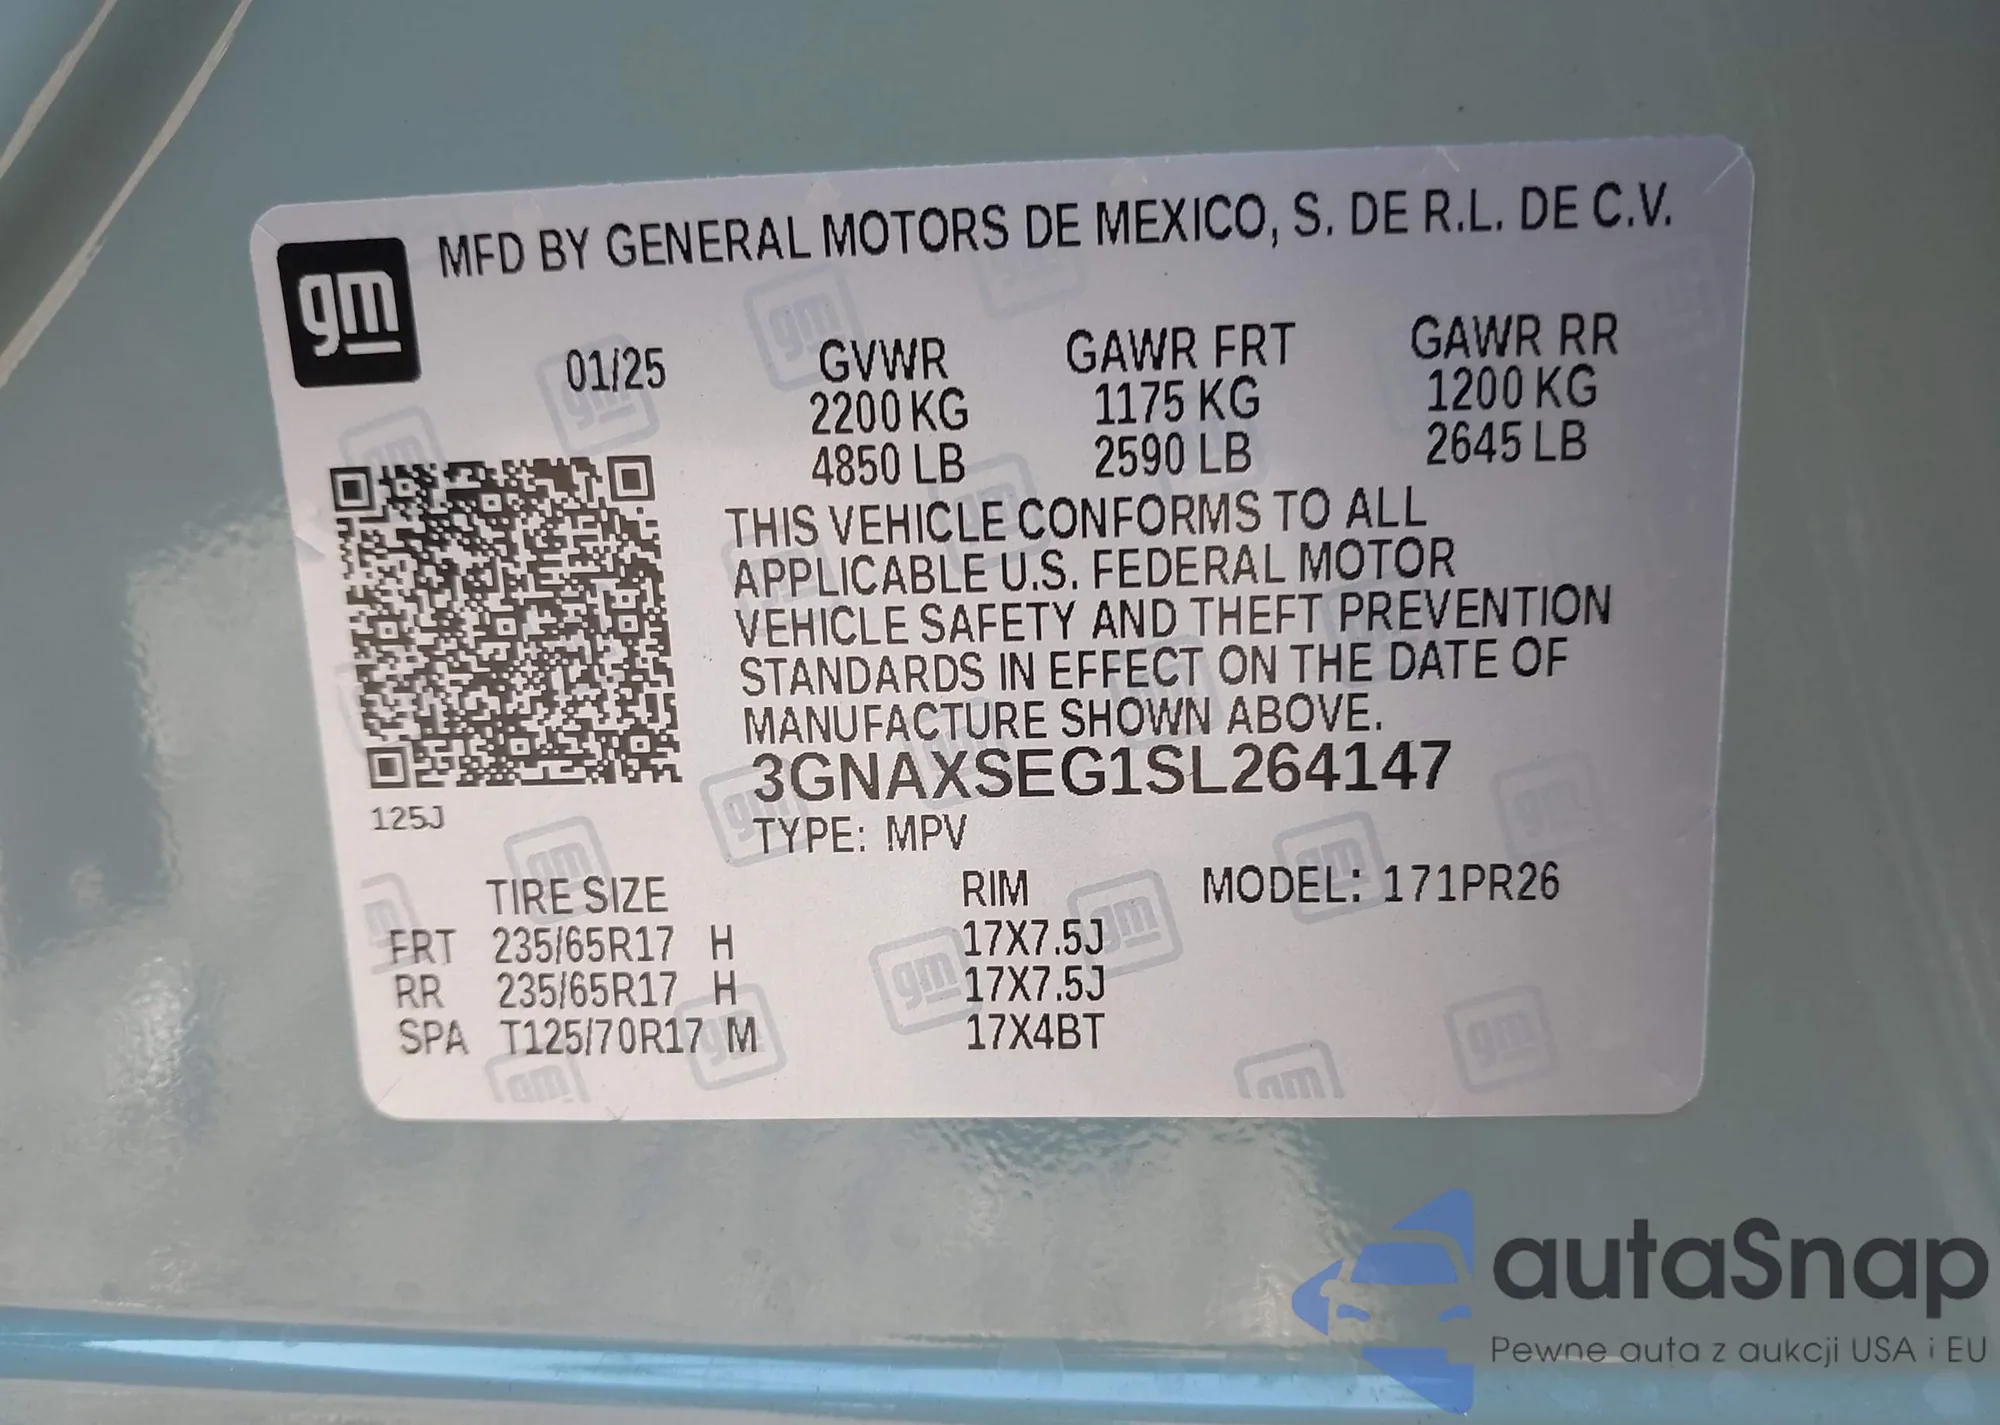 gm
MFD BY GENERAL MOTORS DE MEXICO, S. DE R.L. DE C.V.
01/25
GVWR GAWR FRT GAWR RR
2200 KG 1175 KG 1200 KG
4850 LB 2590 LB 2645 LB
THIS VEHICLE CONFORMS TO ALL
APPLICABLE U.S. FEDERAL MOTOR
VEHICLE SAFETY AND THEFT PREVENTION
STANDARDS IN EFFECT ON THE DATE OF
MANUFACTURE SHOWN ABOVE.
3GNAXSEG1SL264147
125J
TYPE: MPV
TIRE SIZE RIM MODEL: 171PR26
FRT 235/65R17 H 17X7.5J
RR 235/65R17 H 17X7.5J
SPA T125/70R17 M 17X4BT
autaSnap
Pewne auta z aukcji USA i EU